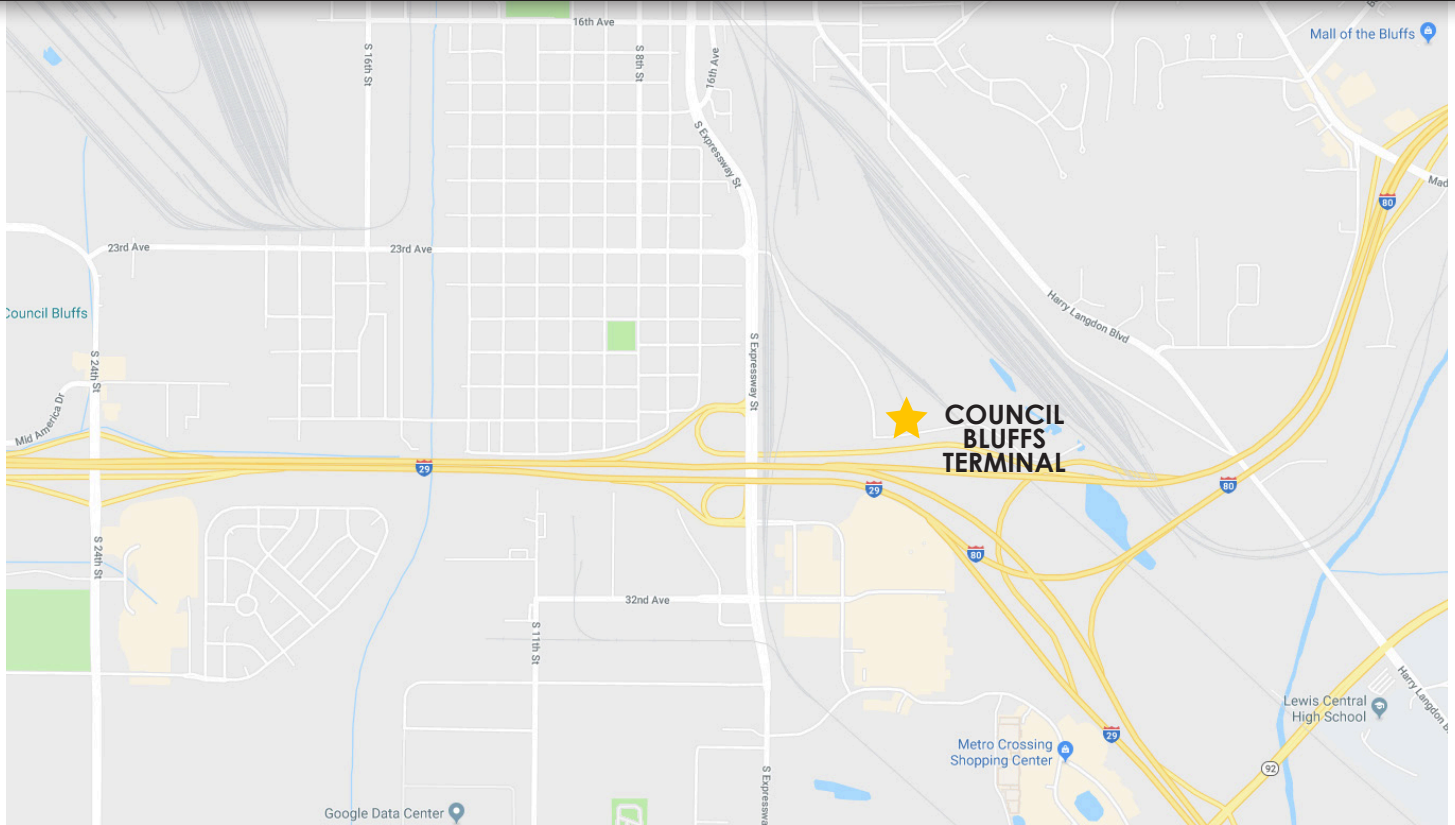 16th Ave
Mall of the Bluffs
S 16th St
S 8th St
16th Ave
S Expressway St
80
23rd Ave
23rd Ave
Harry Langdon Blvd
Council Bluffs
S 24th St
S Expressway St
Mid America Dr
COUNCIL
BLUFFS
TERMINAL
29
29
80
80
S 24th St
32nd Ave
S 11th St
Lewis Central
High School
Harry Langdon
29
Metro Crossing
Shopping Center
92
Google Data Center